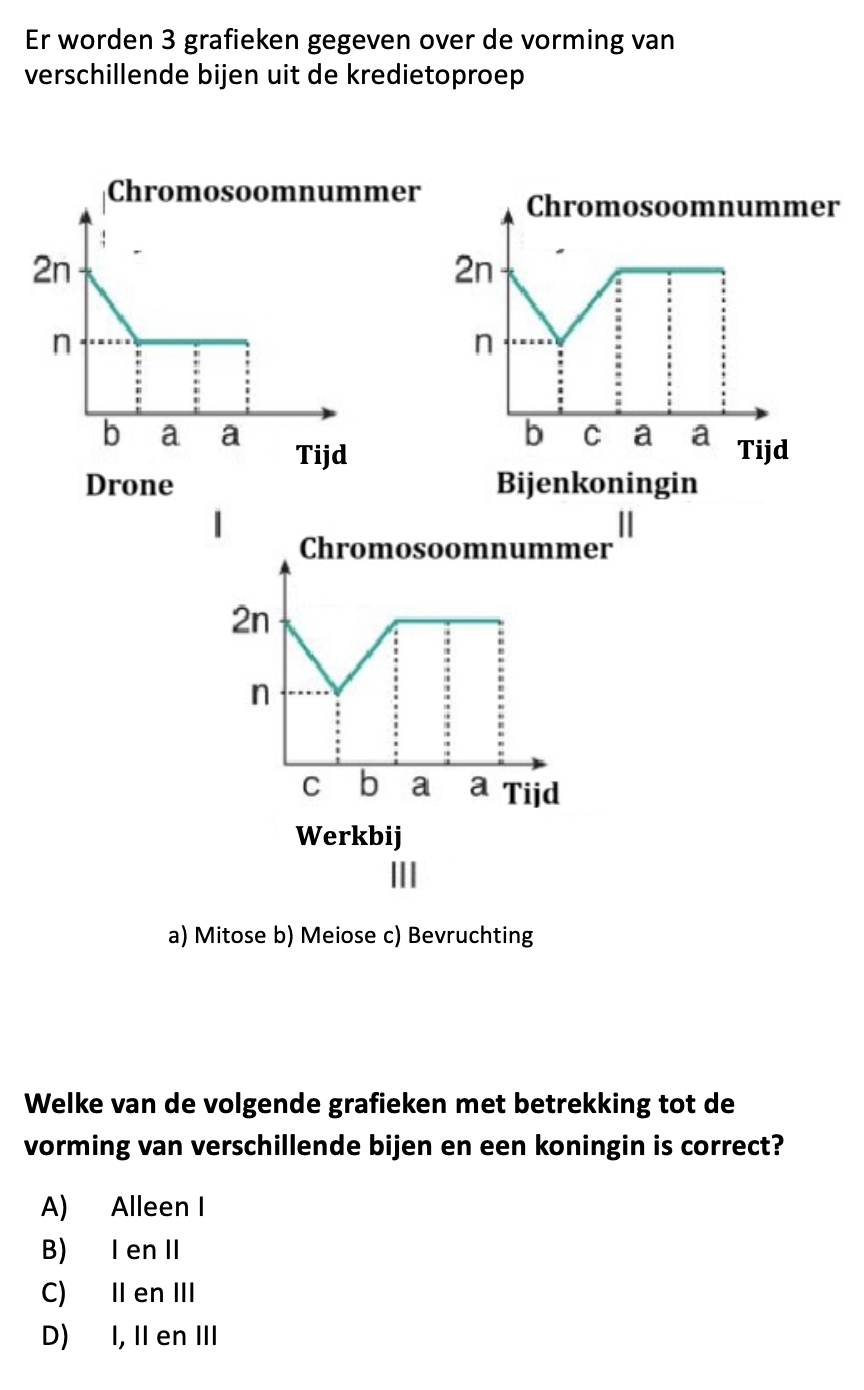 Er worden 3 grafieken gegeven over de vorming van
verschillende bijen uit de kredietoproep
Chromosoomnummer
2n
n
b a a
Tijd
Drone
I
Chromosoomnummer
2n
n
b c a a
Tijd
Bijenkoningin
II
Chromosoomnummer
2n
n
c b a a
Tijd
Werkbij
III
a) Mitose b) Meiose c) Bevruchting
Welke van de volgende grafieken met betrekking tot de
vorming van verschillende bijen en een koningin is correct?
A) Alleen I
B) I en II
C) II en III
D) I, II en III